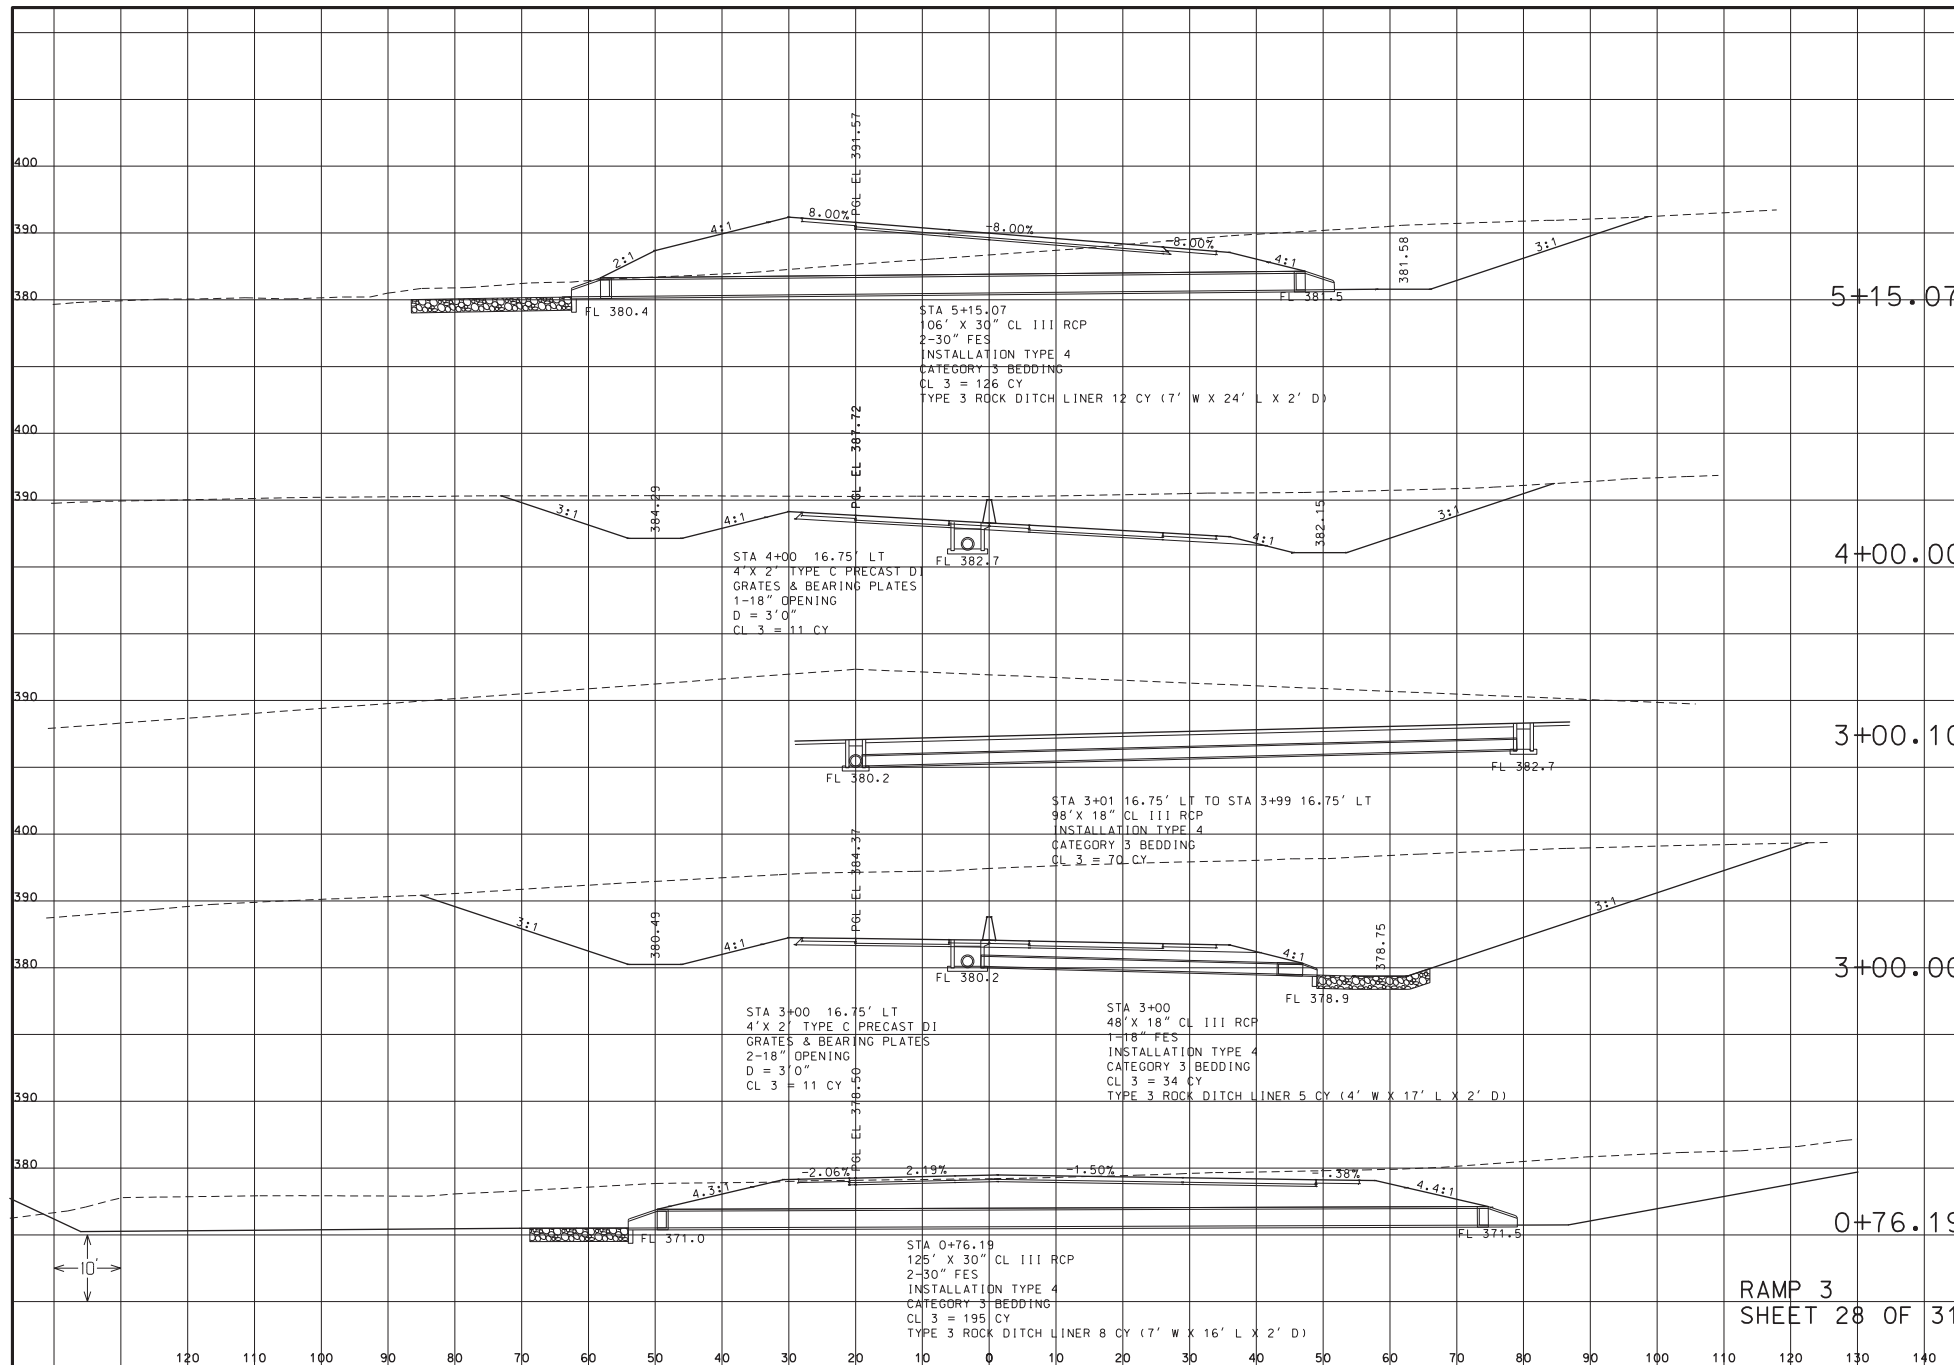 400
PGL EL 391.57
390
8.00%
4:1
-8.00%
-8.00%
2:1
4:1
381.58
3:1
380
5+15.07
FL 380.4
FL 381.5
STA 5+15.07
106' X 30" CL III RCP
2-30" FES
INSTALLATION TYPE 4
CATEGORY 3 BEDDING
CL 3 = 126 CY
TYPE 3 ROCK DITCH LINER 12 CY (7' W X 24' L X 2' D)
400
PGL EL 387.72
390
3:1
384.29
4:1
4:1
382.15
3:1
4+00.00
FL 382.7
STA 4+00 16.75' LT
4'X 2' TYPE C PRECAST DI
GRATES & BEARING PLATES
1-18" OPENING
D = 3'0"
CL 3 = 11 CY
390
3+00.10
FL 380.2
FL 382.7
STA 3+01 16.75' LT TO STA 3+99 16.75' LT
98'X 18" CL III RCP
INSTALLATION TYPE 4
CATEGORY 3 BEDDING
CL 3 = 70 CY
400
PGL EL 384.37
390
3:1
380.49
4:1
4:1
378.75
3:1
380
3+00.00
FL 380.2
FL 378.9
STA 3+00 16.75' LT
4'X 2' TYPE C PRECAST DI
GRATES & BEARING PLATES
2-18" OPENING
D = 3'0"
CL 3 = 11 CY
STA 3+00
48'X 18" CL III RCP
1-18" FES
INSTALLATION TYPE 4
CATEGORY 3 BEDDING
CL 3 = 34 CY
TYPE 3 ROCK DITCH LINER 5 CY (4' W X 17' L X 2' D)
390
PGL EL 378.50
380
-2.06%
2.19%
-1.50%
4.3:1
4.4:1
0+76.19
FL 371.0
FL 371.5
10'
STA 0+76.19
125' X 30" CL III RCP
2-30" FES
INSTALLATION TYPE 4
CATEGORY 3 BEDDING
CL 3 = 195 CY
TYPE 3 ROCK DITCH LINER 8 CY (7' W X 16' L X 2' D)
RAMP 3
SHEET 28 OF 31
120 110 100 90 80 70 60 50 40 30 20 10 0 10 20 30 40 50 60 70 80 90 100 110 120 130 140